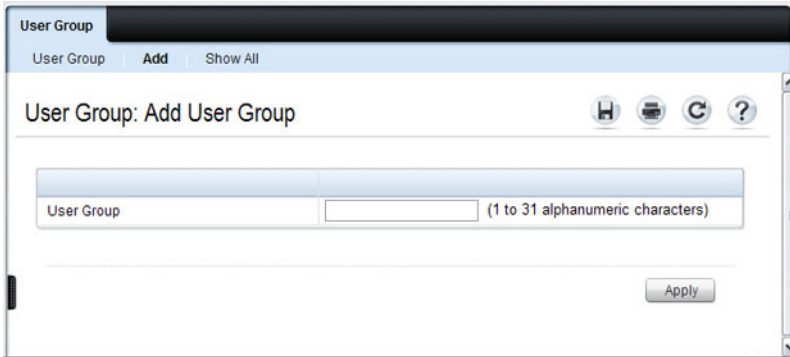 User Group
User Group Add Show All
User Group: Add User Group
User Group (1 to 31 alphanumeric characters)
Apply